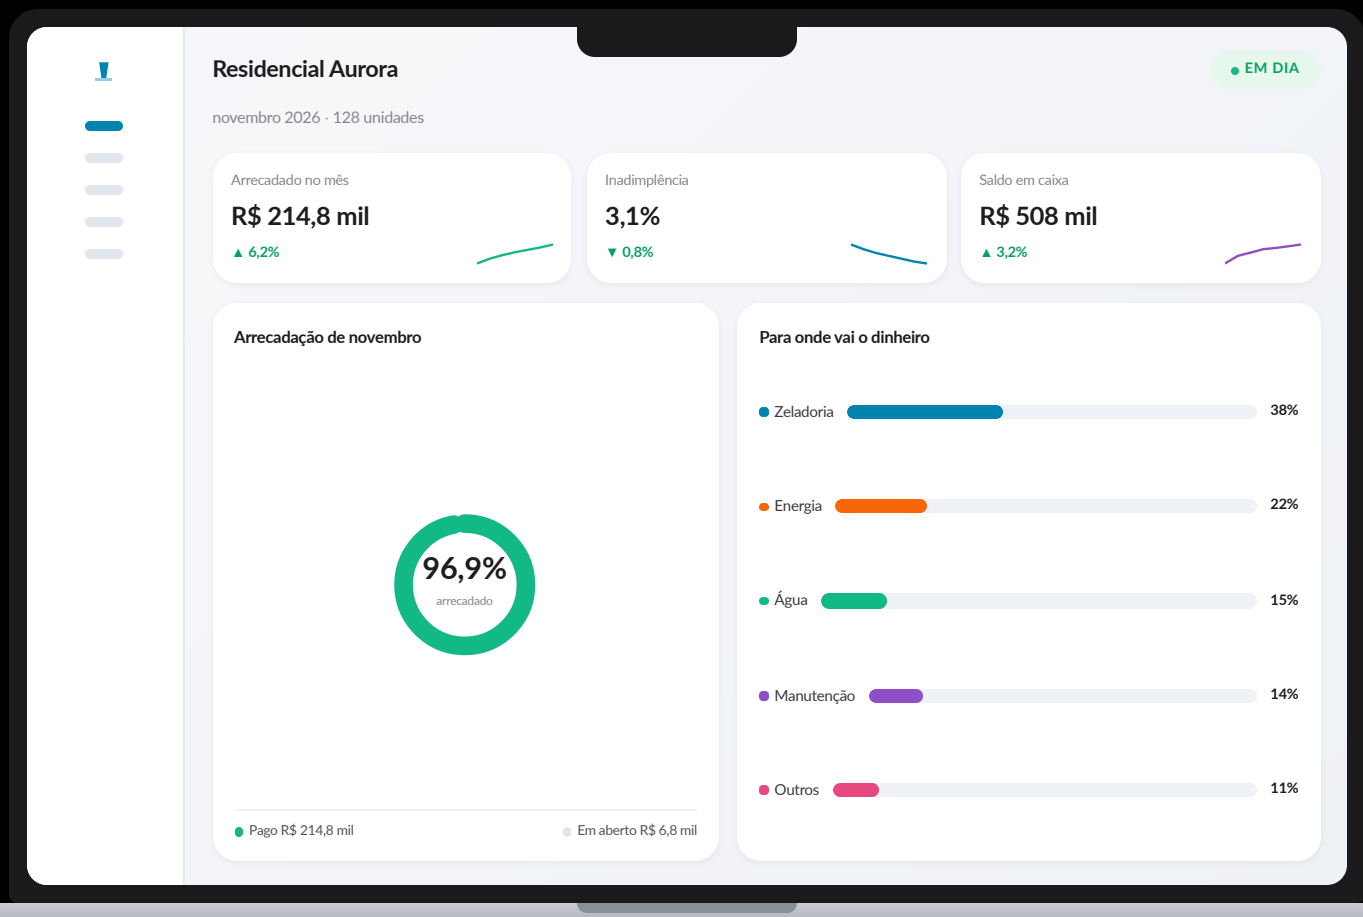 Residencial Aurora
EM DIA
novembro 2026 · 128 unidades
Arrecadado no mês
R$ 214,8 mil
▲ 6,2%
Inadimplência
3,1%
▼ 0,8%
Saldo em caixa
R$ 508 mil
▲ 3,2%
Arrecadação de novembro
96,9%
arrecadado
Pago R$ 214,8 mil
Em aberto R$ 6,8 mil
Para onde vai o dinheiro
Zeladoria 38%
Energia 22%
Água 15%
Manutenção 14%
Outros 11%